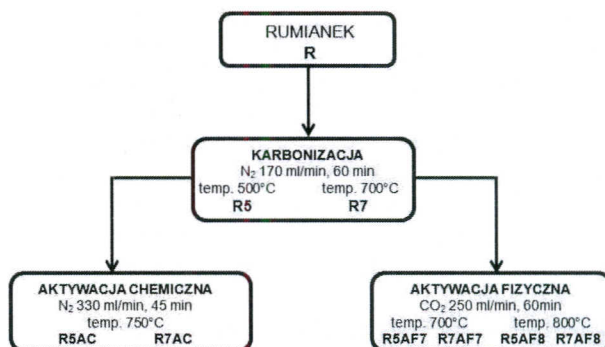 RUMIANEK
R
KARBONIZACJA
N₂ 170 ml/min, 60 min
temp. 500°C temp. 700°C
R5 R7
AKTYWACJA CHEMICZNA
N₂ 330 ml/min, 45 min
temp. 750°C
R5AC R7AC
AKTYWACJA FIZYCZNA
CO₂ 250 ml/min, 60min
temp. 700°C temp. 800°C
R5AF7 R7AF7 R5AF8 R7AF8